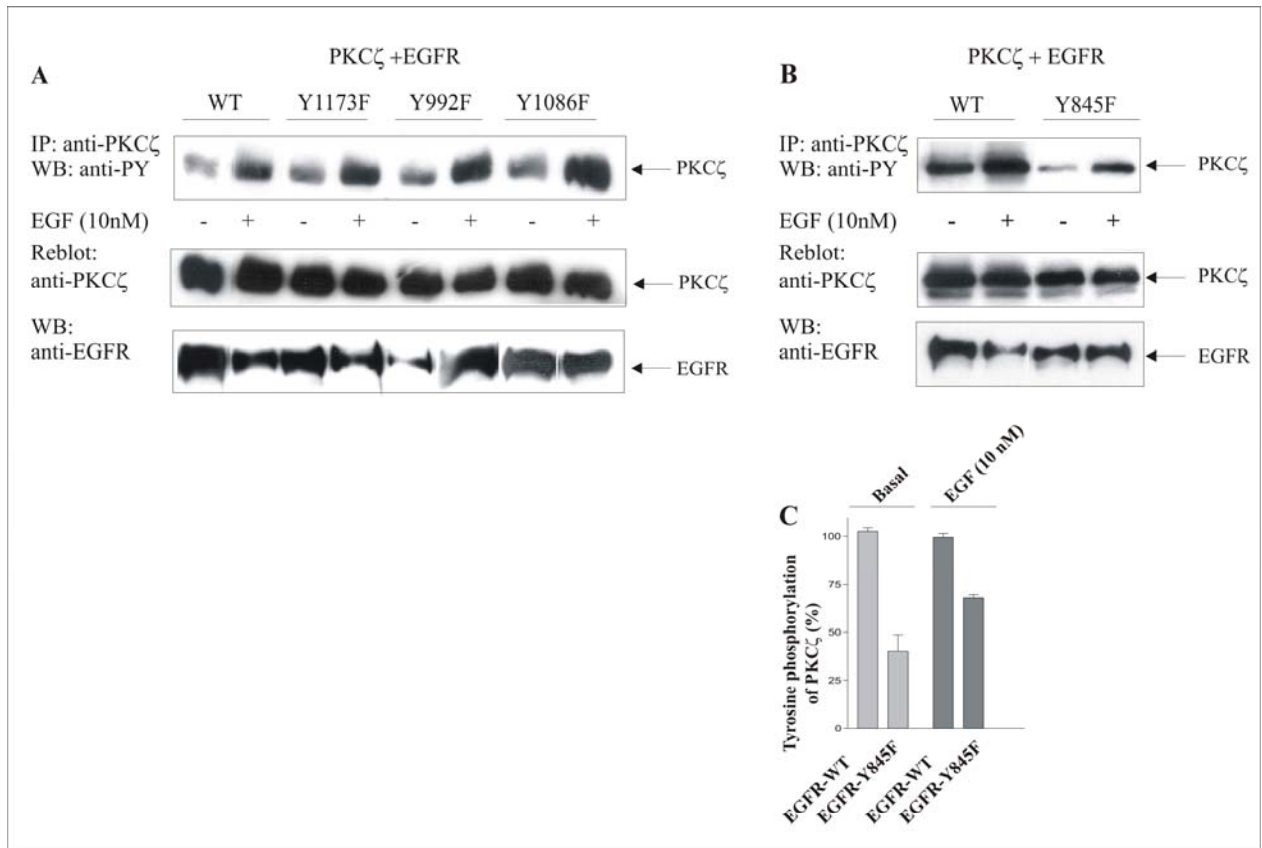 A
PKCζ +EGFR
WT Y1173F Y992F Y1086F
IP: anti-PKCζ
WB: anti-PY
PKCζ
EGF (10nM) - + - + - + - +
Reblot:
anti-PKCζ
PKCζ
WB:
anti-EGFR
EGFR
B
PKCζ + EGFR
WT Y845F
IP: anti-PKCζ
WB: anti-PY
PKCζ
EGF (10nM) - + - +
Reblot:
anti-PKCζ
PKCζ
WB:
anti-EGFR
EGFR
C
Basal
EGF (10 nM)
Tyrosine phosphorylation
of PKCζ (%)
100
75
50
25
0
EGFR-WT
EGFR-Y845F
EGFR-WT
EGFR-Y845F